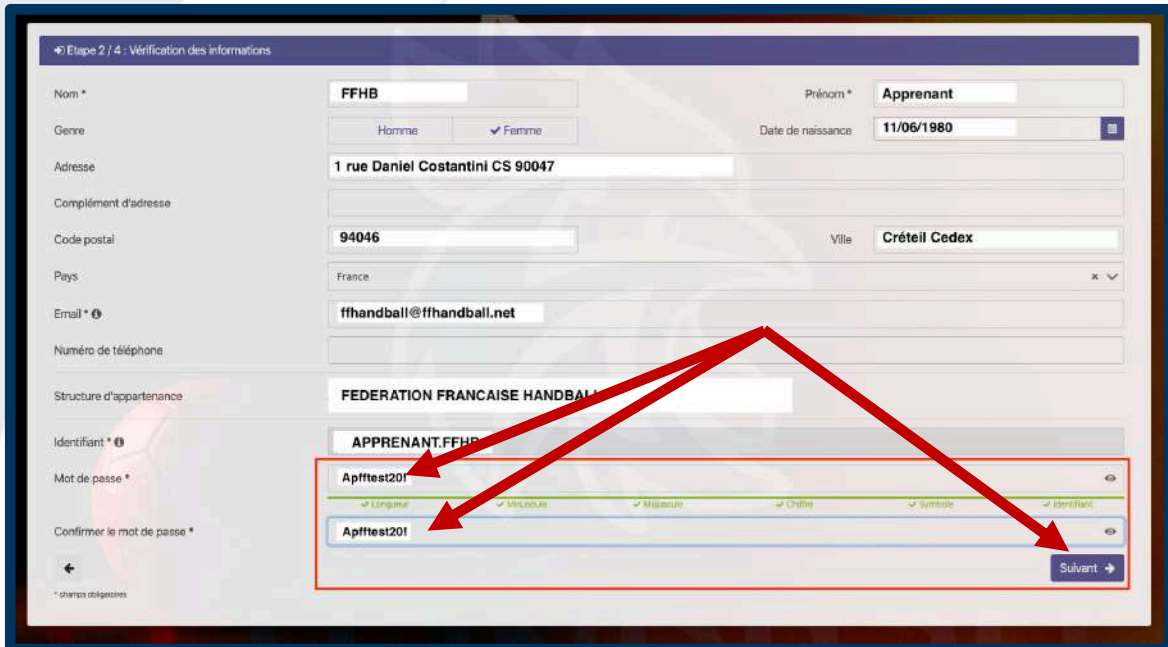 Etape 2 / 4 : Vérification des informations
Nom * FFHB Prénom * Apprenant
Genre Homme Femme Date de naissance 11/06/1980
Adresse 1 rue Daniel Costantini CS 90047
Complément d'adresse
Code postal 94046 Ville Créteil Cedex
Pays France
Email * ffhandball@ffhandball.net
Numéro de téléphone
Structure d'appartenance FEDERATION FRANCAISE HANDBALL
Identifiant * APPRENANT.FFHB
Mot de passe * Apfftest20!
Longueur Minuscule Majuscule Chiffre Symbole Identifiant
Confirmer le mot de passe * Apfftest20!
Suivant
* champs obligatoires